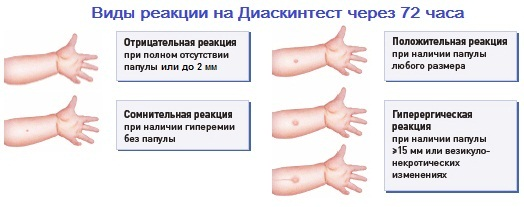 Виды реакции на Диаскинтест через 72 часа
Отрицательная реакция
при полном отсутствии
папулы или до 2 мм
Сомнительная реакция
при наличии гиперемии
без папулы
Положительная реакция
при наличии папулы
любого размера
Гиперергическая
реакция
при наличии папулы
≥15 мм или везикуло-
некротических
изменениях